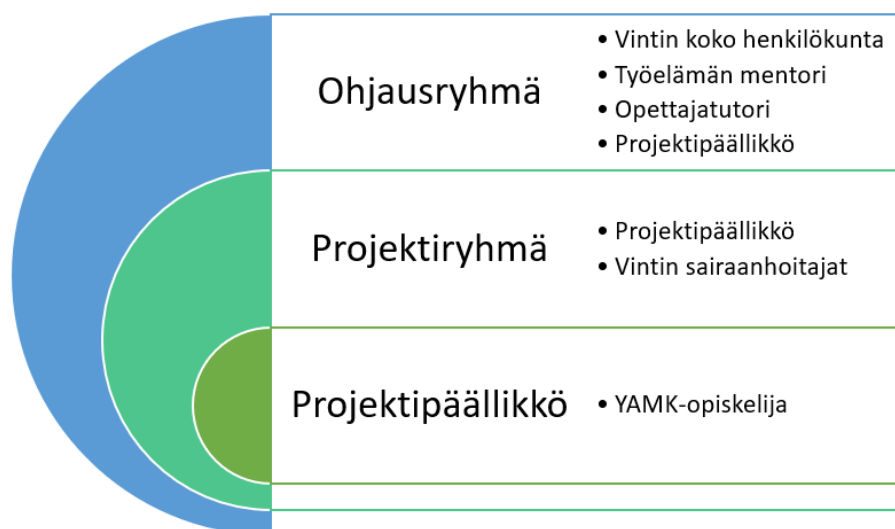 Ohjausryhmä
• Vintin koko henkilökunta
• Työelämän mentori
• Opettajatutori
• Projektipäällikkö
Projektiryhmä
• Projektipäällikkö
• Vintin sairaanhoitajat
Projektipäällikkö
• YAMK-opiskelija